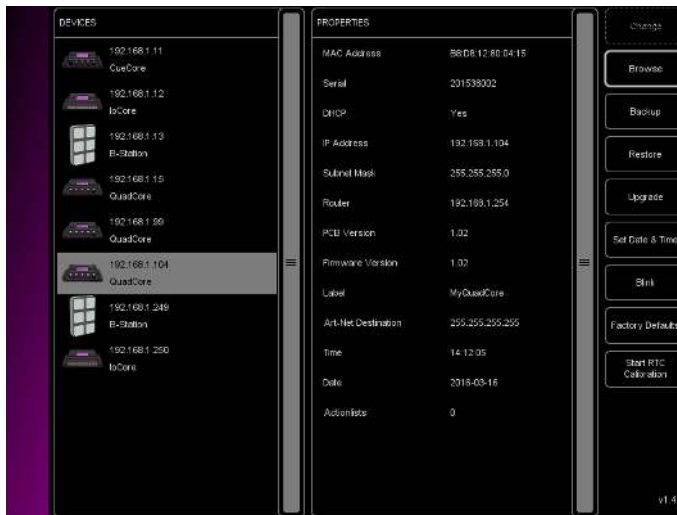 DEVICES
192.168.1.11
CueCore
192.168.1.12
IoCore
192.168.1.13
B-Station
192.168.1.15
QuadCore
192.168.1.99
QuadCore
192.168.1.104
QuadCore
192.168.1.249
B-Station
192.168.1.250
IoCore
PROPERTIES
MAC Address B8:D8:12:80:04:15
Serial 201538002
DHCP Yes
IP Address 192.168.1.104
Subnet Mask 255.255.255.0
Router 192.168.1.254
PCB Version 1.02
Firmware Version 1.02
Label MyQuadCore
Art-Net Destination 255.255.255.255
Time 14:12:05
Date 2016-03-16
Actionlists 0
Change
Browse
Backup
Restore
Upgrade
Set Date & Time
Blink
Factory Defaults
Start RTC
Calibration
v1.4